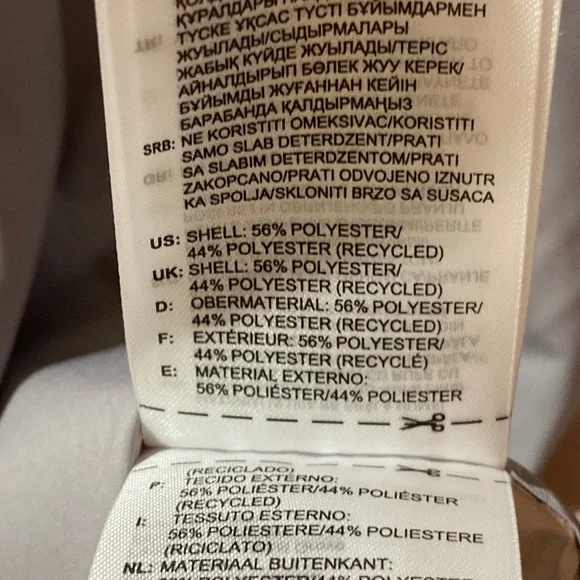 ҚҰРАЛДАРЫ
ТҮСКЕ ҰҚСАС ТҮСТІ БҰЙЫМДАРМЕН
ЖУЫЛАДЫ/СЫДЫРМАЛАРЫ
ЖАБЫҚ КҮЙДЕ ЖУЫЛАДЫ/ТЕРІС
АЙНАЛДЫРЫП БӨЛЕК ЖУУ КЕРЕК/
БҰЙЫМДЫ ЖУҒАННАН КЕЙІН
БАРАБАНДА ҚАЛДЫРМАҢЫЗ
SRB: NE KORISTITI OMEKSIVAC/KORISTITI
SAMO SLAB DETERDZENT/PRATI
SA SLABIM DETERDZENTOM/PRATI
ZAKOPCANO/PRATI ODVOJENO IZNUTR
KA SPOLJA/SKLONITI BRZO SA SUSACA
US: SHELL: 56% POLYESTER/
44% POLYESTER (RECYCLED)
UK: SHELL: 56% POLYESTER/
44% POLYESTER (RECYCLED)
D: OBERMATERIAL: 56% POLYESTER/
44% POLYESTER (RECYCLED)
F: EXTÉRIEUR: 56% POLYESTER/
44% POLYESTER (RECYCLÉ)
E: MATERIAL EXTERNO:
56% POLIÉSTER/44% POLIESTER
(RECICLADO)
P: TECIDO EXTERNO:
56% POLIÉSTER/44% POLIÉSTER
(RECYCLED)
I: TESSUTO ESTERNO:
56% POLIESTERE/44% POLIESTERE
(RICICLATO)
NL: MATERIAAL BUITENKANT: